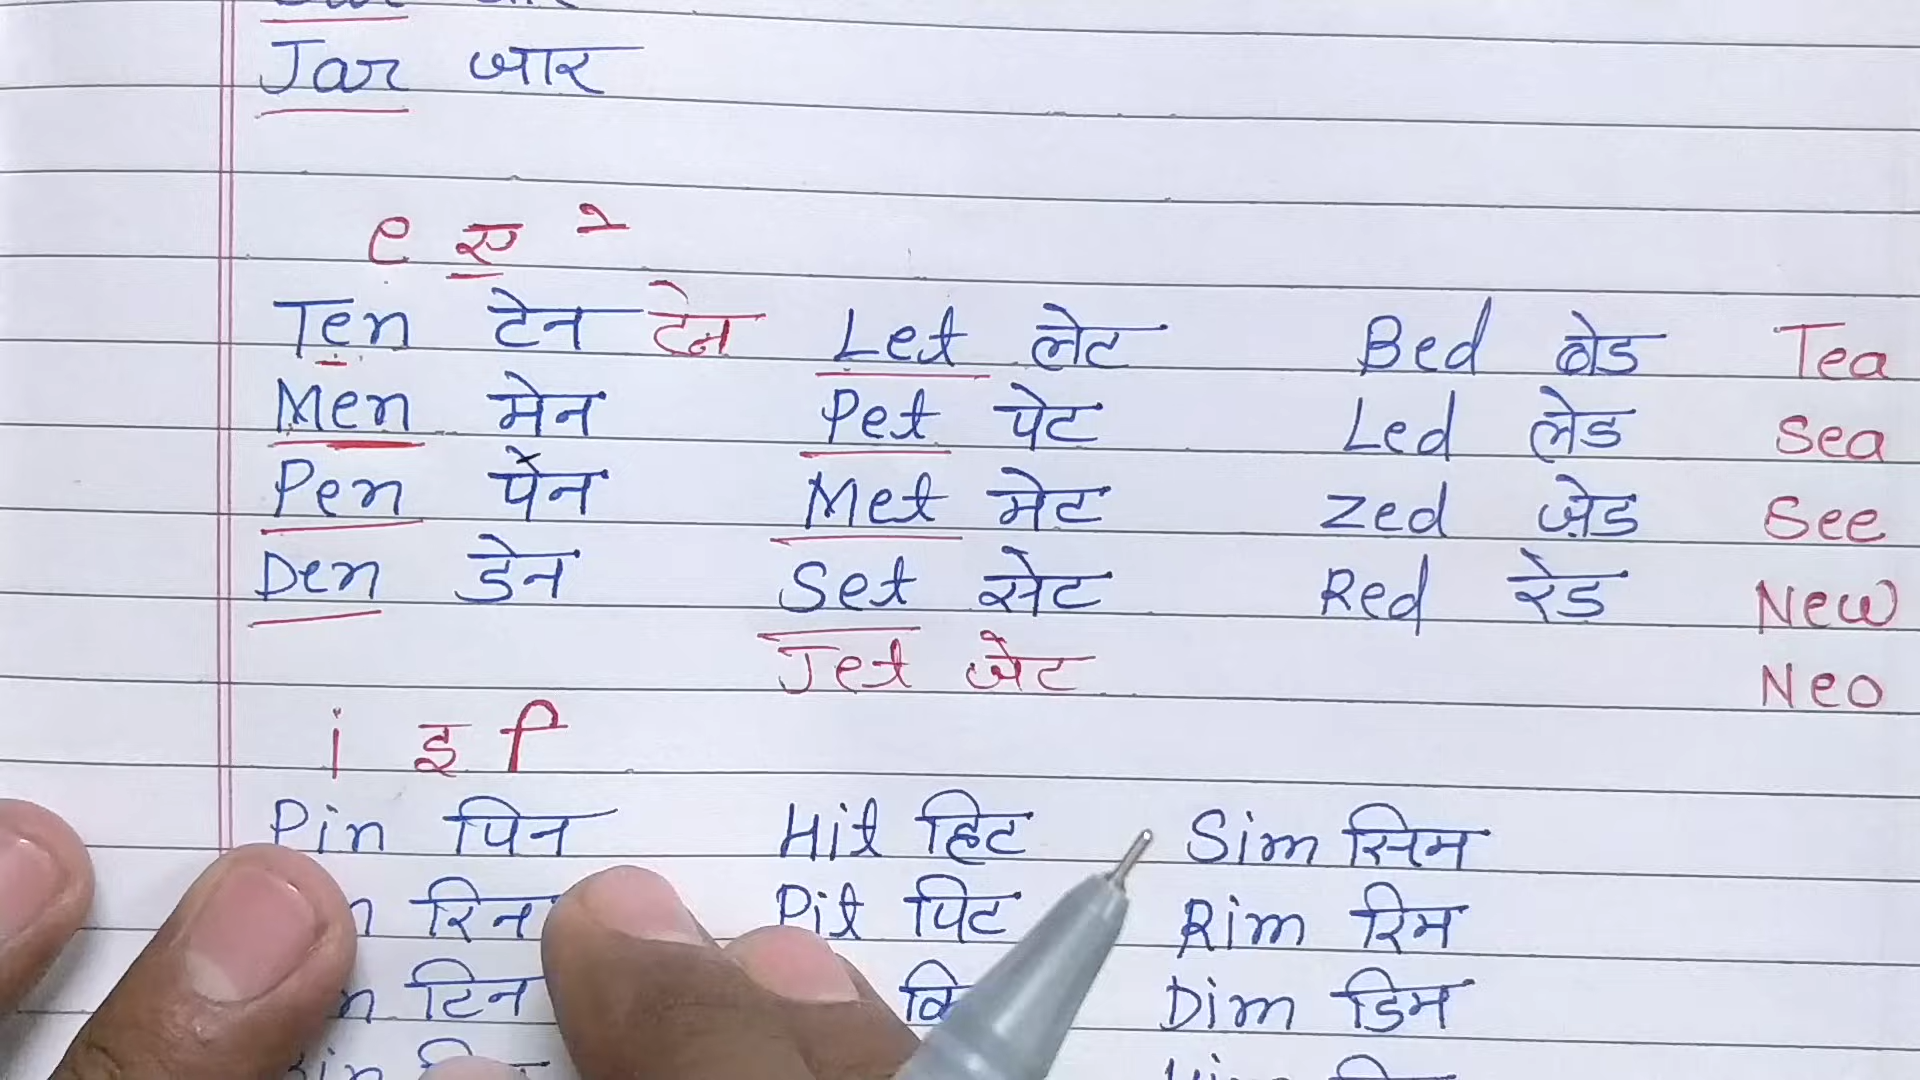 Jar जार
e ए े
Ten टेन टेन Let लेट Bed बेड Tea
Men मेन Pet पेट Led लेड Sea
Pen पेन Met मेट Zed ज़ेड See
Den डेन Set सेट Red रेड New
Jet जेट Neo
i इ ि
Pin पिन Hit हिट Sim सिम
रिन Pit पिट Rim रिम
टिन Dim डिम